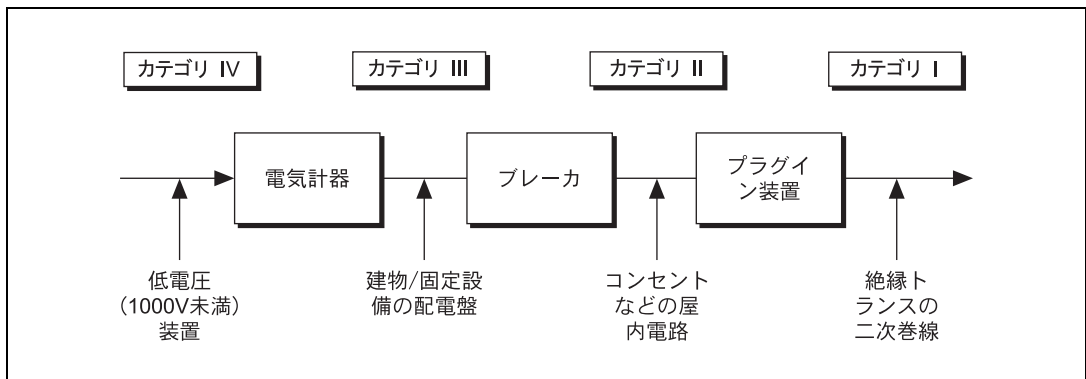 カテゴリ IV
カテゴリ III
カテゴリ II
カテゴリ I
電気計器
ブレーカ
プラグイ
ン装置
低電圧
(1000V未満)
装置
建物/固定設
備の配電盤
コンセント
などの屋
内電路
絶縁ト
ランスの
二次巻線